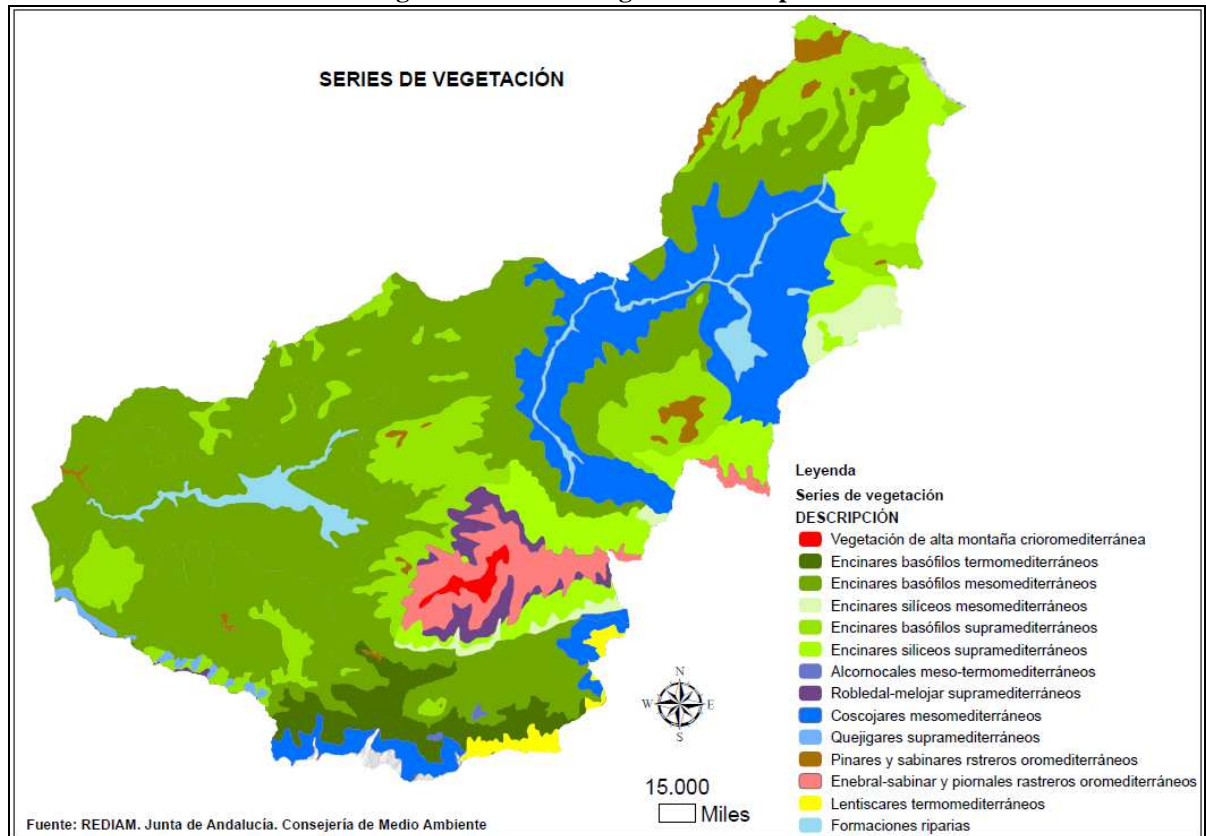 SERIES DE VEGETACIÓN
N
W E
S
15.000
Miles
Leyenda
Series de vegetación
DESCRIPCIÓN
Vegetación de alta montaña crioromediterránea
Encinares basófilos termomediterráneos
Encinares basófilos mesomediterráneos
Encinares silíceos mesomediterráneos
Encinares basófilos supramediterráneos
Encinares silíceos supramediterráneos
Alcornocales meso-termomediterráneos
Robledal-melojar supramediterráneos
Coscojares mesomediterráneos
Quejigares supramediterráneos
Pinares y sabinares rstreros oromediterráneos
Enebral-sabinar y piornales rastreros oromediterráneos
Lentiscares termomediterráneos
Formaciones riparias
Fuente: REDIAM. Junta de Andalucía. Consejería de Medio Ambiente